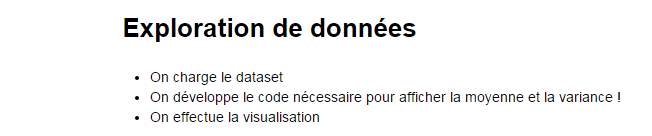 Exploration de données
On charge le dataset
On développe le code nécessaire pour afficher la moyenne et la variance !
On effectue la visualisation